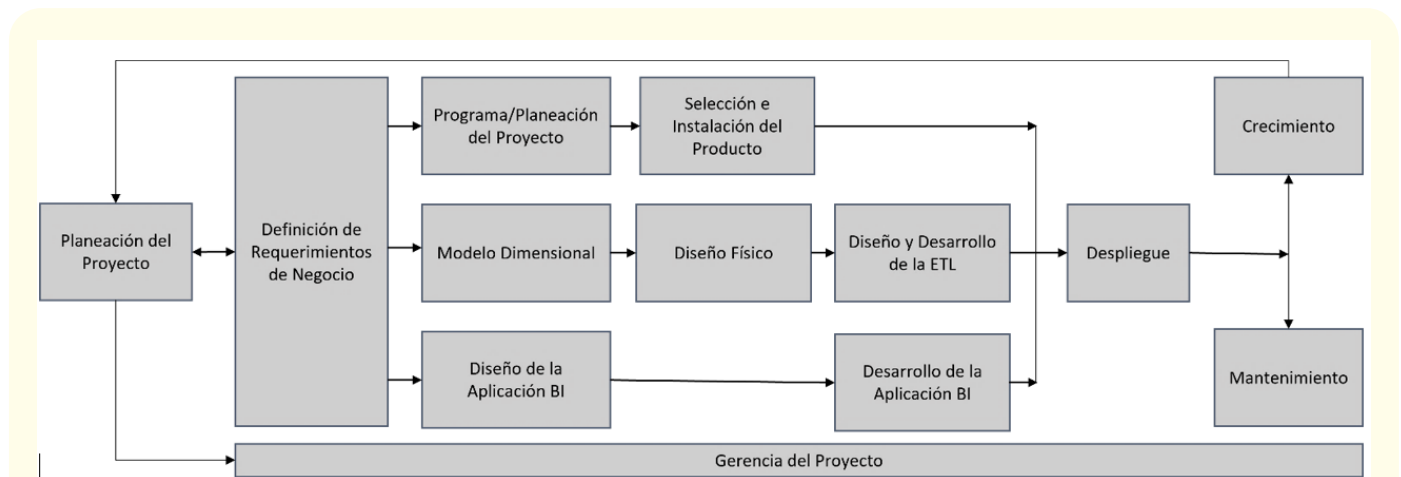 Planeación del
Proyecto
Definición de
Requerimientos
de Negocio
Programa/Planeación
del Proyecto
Selección e
Instalación del
Producto
Modelo Dimensional
Diseño Físico
Diseño y Desarrollo
de la ETL
Diseño de la
Aplicación BI
Desarrollo de la
Aplicación BI
Despliegue
Crecimiento
Mantenimiento
Gerencia del Proyecto